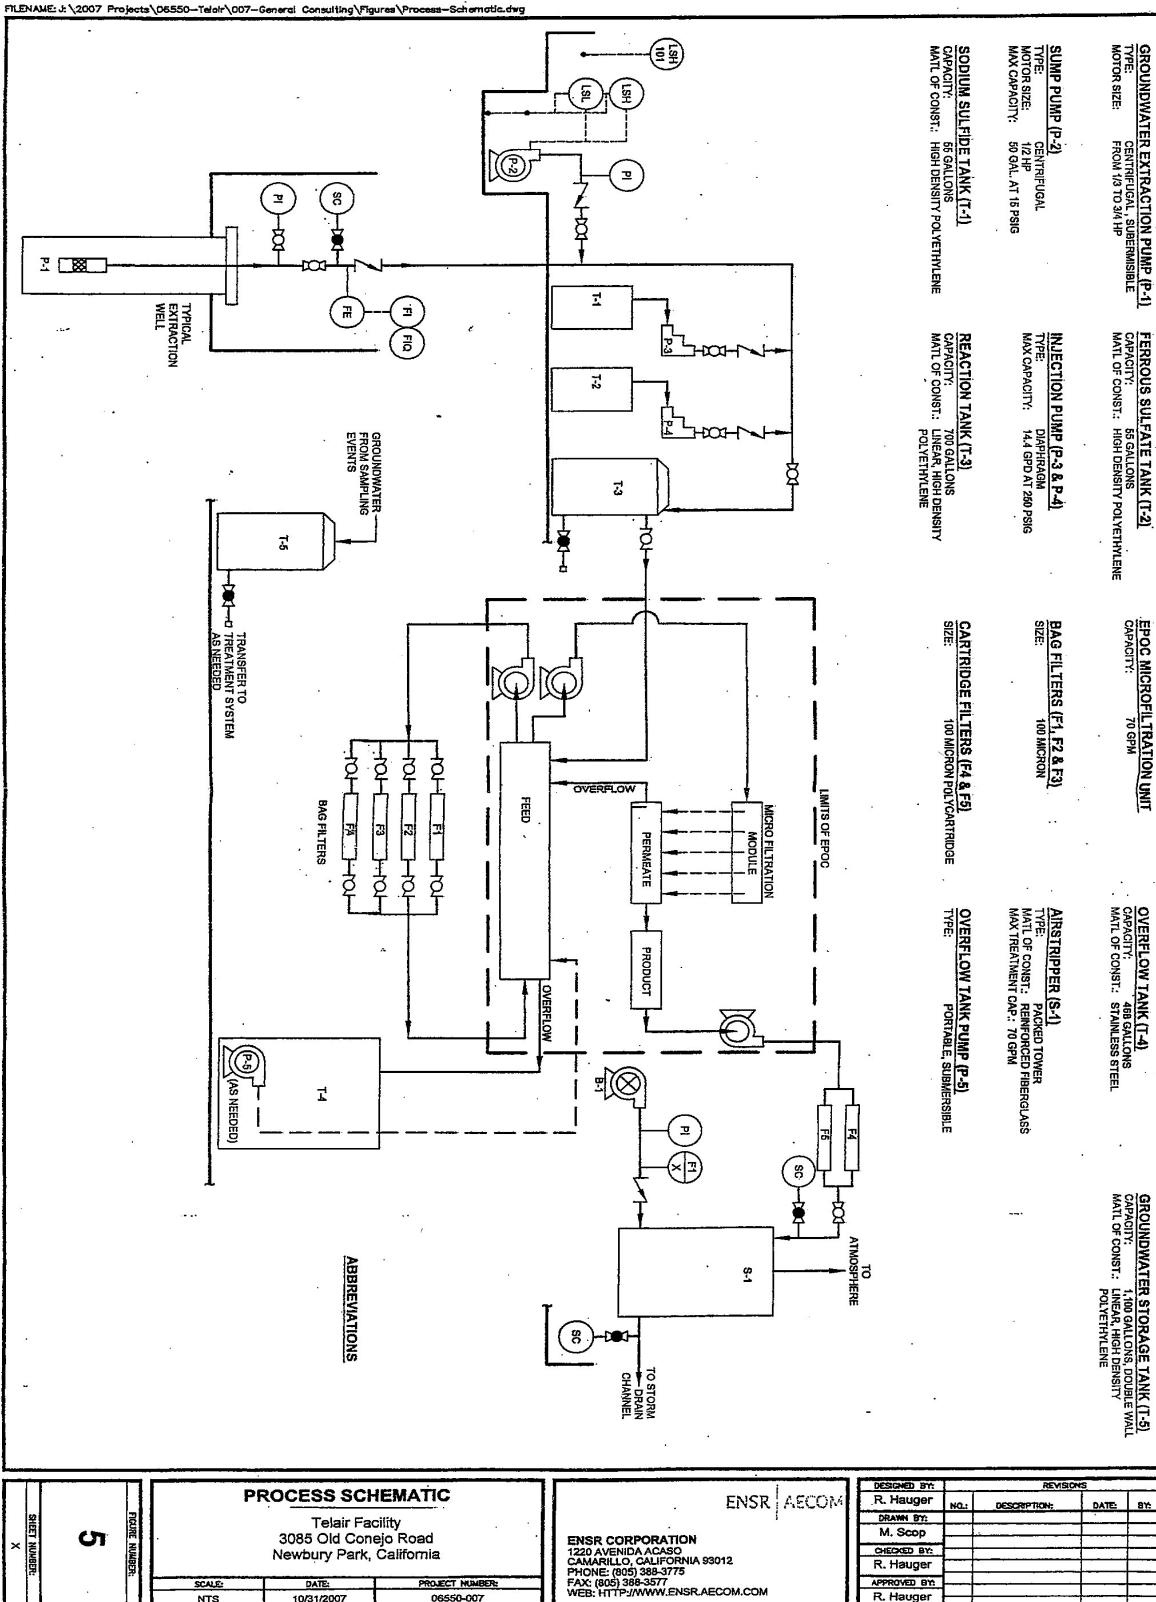 FILENAME: J:\2007 Projects\06550-Telair\007-General Consulting\Figures\Process-Schematic.dwg
GROUNDWATER EXTRACTION PUMP (P-1)
TYPE: CENTRIFUGAL, SUBERMISIBLE
MOTOR SIZE: FROM 1/3 TO 3/4 HP
FERROUS SULFATE TANK (T-2)
CAPACITY: 55 GALLONS
MATL OF CONST.: HIGH DENSITY POLYETHYLENE
EPOC MICROFILTRATION UNIT
CAPACITY: 70 GPM
OVERFLOW TANK (T-4)
CAPACITY: 468 GALLONS
MATL OF CONST.: STAINLESS STEEL
GROUNDWATER STORAGE TANK (T-5)
CAPACITY: 1,100 GALLONS, DOUBLE WALL
MATL OF CONST.: LINEAR, HIGH DENSITY
POLYETHYLENE
SUMP PUMP (P-2)
TYPE: CENTRIFUGAL
MOTOR SIZE: 1/2 HP
MAX CAPACITY: 50 GAL. AT 15 PSIG
INJECTION PUMP (P-3 & P-4)
TYPE: DIAPHRAGM
MAX CAPACITY: 14.4 GPD AT 250 PSIG
BAG FILTERS (F1, F2 & F3)
SIZE: 100 MICRON
AIRSTRIPPER (S-1)
TYPE: PACKED TOWER
MATL OF CONST.: REINFORCED FIBERGLASS
MAX TREATMENT CAP.: 70 GPM
SODIUM SULFIDE TANK (T-1)
CAPACITY: 55 GALLONS
MATL OF CONST.: HIGH DENSITY POLYETHYLENE
REACTION TANK (T-3)
CAPACITY: 700 GALLONS
MATL OF CONST.: LINEAR, HIGH DENSITY
POLYETHYLENE
CARTRIDGE FILTERS (F4 & F5)
SIZE: 100 MICRON POLYCARTRIDGE
OVERFLOW TANK PUMP (P-5)
TYPE: PORTABLE, SUBMERSIBLE
LSH
101
LSH
LSL
P-2
PI
T-1
P-3
T-2
P-4
T-3
SC
PI
FE
FI
FIQ
P-1
TYPICAL
EXTRACTION
WELL
GROUNDWATER
FROM SAMPLING
EVENTS
T-5
TRANSFER TO
TREATMENT SYSTEM
AS NEEDED
LIMITS OF EPOC
MICRO FILTRATION
MODULE
PERMEATE
PRODUCT
OVERFLOW
FEED
OVERFLOW
F1
F2
F3
F4
BAG FILTERS
T-4
P-5
(AS NEEDED)
B-1
PI
F1
X
F4
F5
SC
S-1
TO
ATMOSPHERE
SC
TO STORM
DRAIN
CHANNEL
ABBREVIATIONS
FIGURE NUMBER:
5
SHEET NUMBER:
X
PROCESS SCHEMATIC
Telair Facility
3085 Old Conejo Road
Newbury Park, California
SCALE: DATE: PROJECT NUMBER:
NTS 10/31/2007 06550-007
ENSR AECOM
ENSR CORPORATION
1220 AVENIDA ACASO
CAMARILLO, CALIFORNIA 93012
PHONE: (805) 388-3775
FAX: (805) 388-3577
WEB: HTTP://WWW.ENSR.AECOM.COM
DESIGNED BY:
R. Hauger
DRAWN BY:
M. Scop
CHECKED BY:
R. Hauger
APPROVED BY:
R. Hauger
REVISIONS
NO.: DESCRIPTION: DATE: BY: